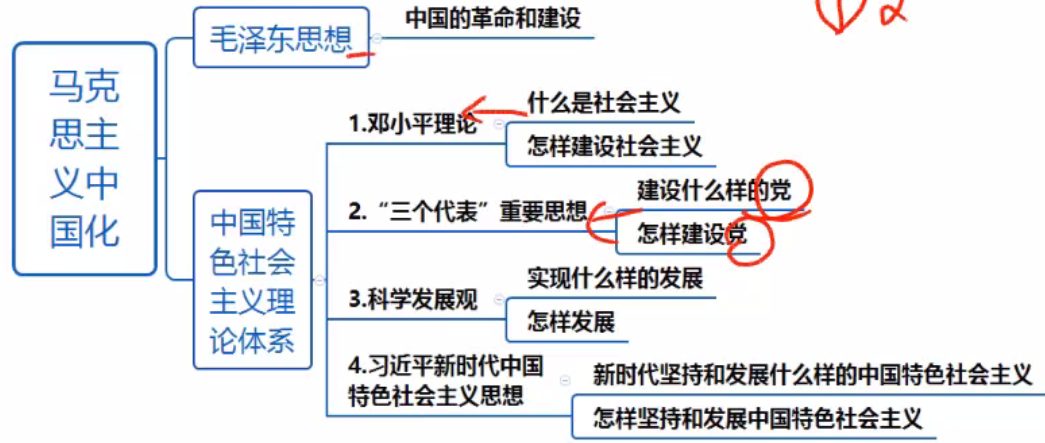 马克
思主
义中
国化
毛泽东思想
中国的革命和建设
中国特
色社会
主义理
论体系
1.邓小平理论
什么是社会主义
怎样建设社会主义
2.“三个代表”重要思想
建设什么样的党
怎样建设党
3.科学发展观
实现什么样的发展
怎样发展
4.习近平新时代中国
特色社会主义思想
新时代坚持和发展什么样的中国特色社会主义
怎样坚持和发展中国特色社会主义